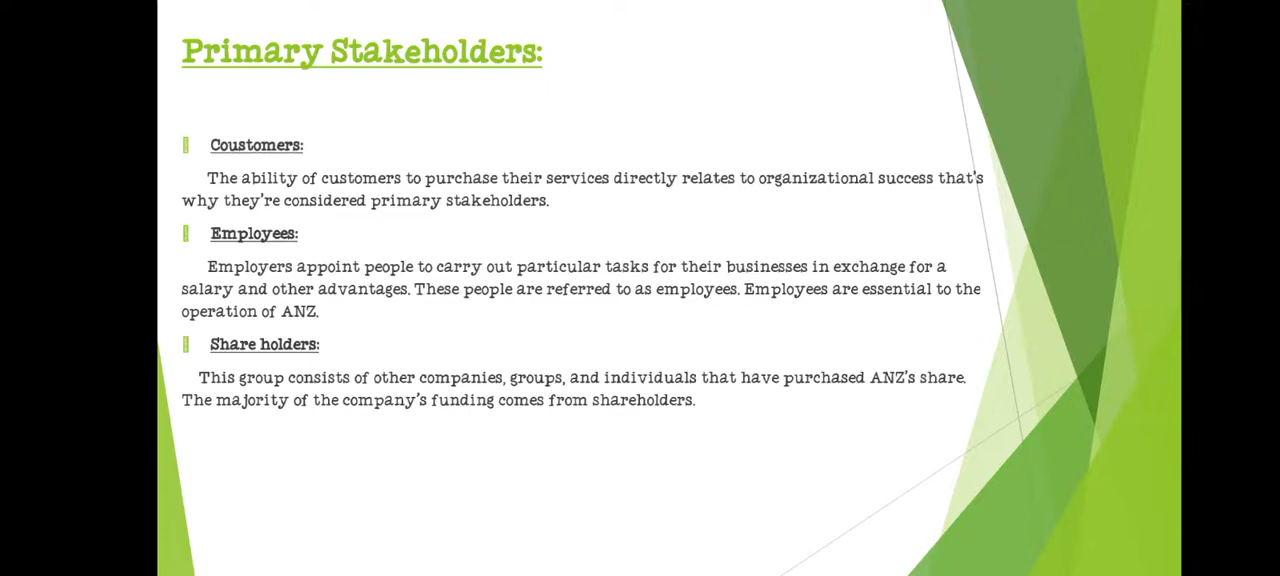 Primary Stakeholders:
Coustomers:
The ability of customers to purchase their services directly relates to organizational success that's
why they're considered primary stakeholders.
Employees:
Employers appoint people to carry out particular tasks for their businesses in exchange for a
salary and other advantages. These people are referred to as employees. Employees are essential to the
operation of ANZ.
Share holders:
This group consists of other companies, groups, and individuals that have purchased ANZ's share.
The majority of the company's funding comes from shareholders.